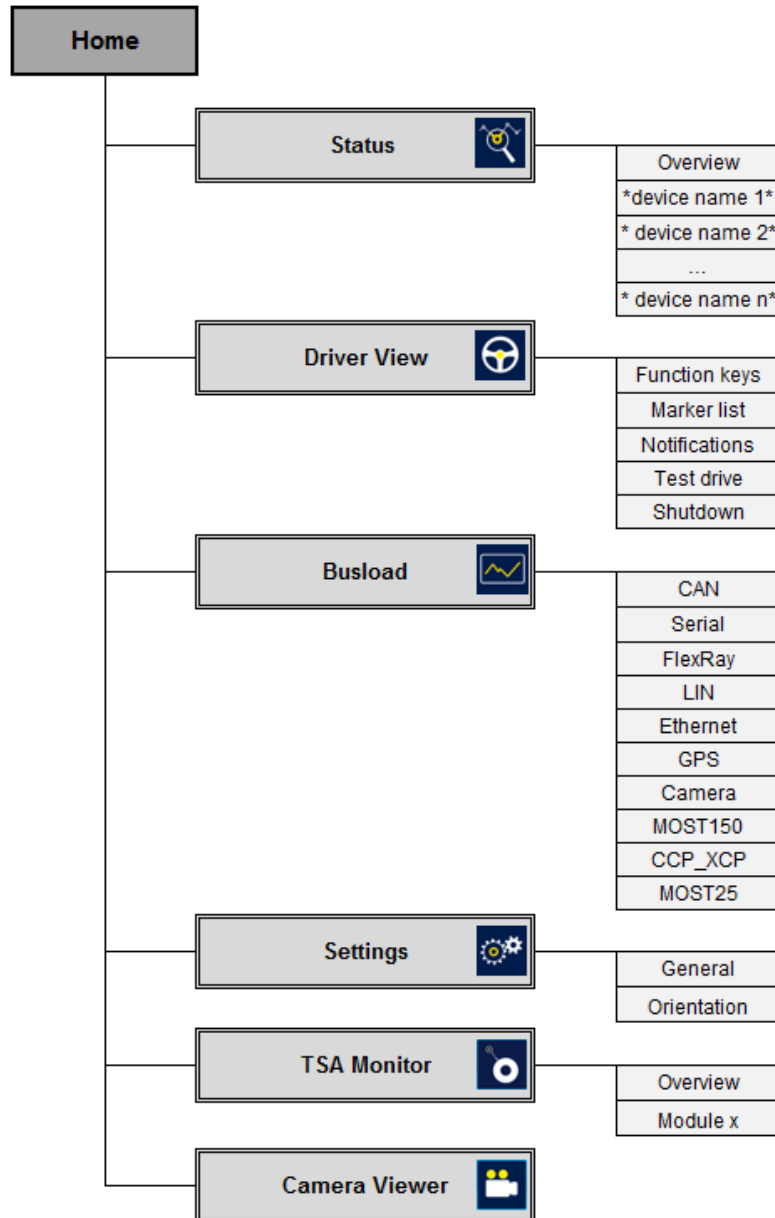 Home
Status
Overview
*device name 1*
* device name 2*
...
* device name n*
Driver View
Function keys
Marker list
Notifications
Test drive
Shutdown
Busload
CAN
Serial
FlexRay
LIN
Ethernet
GPS
Camera
MOST150
CCP_XCP
MOST25
Settings
General
Orientation
TSA Monitor
Overview
Module x
Camera Viewer